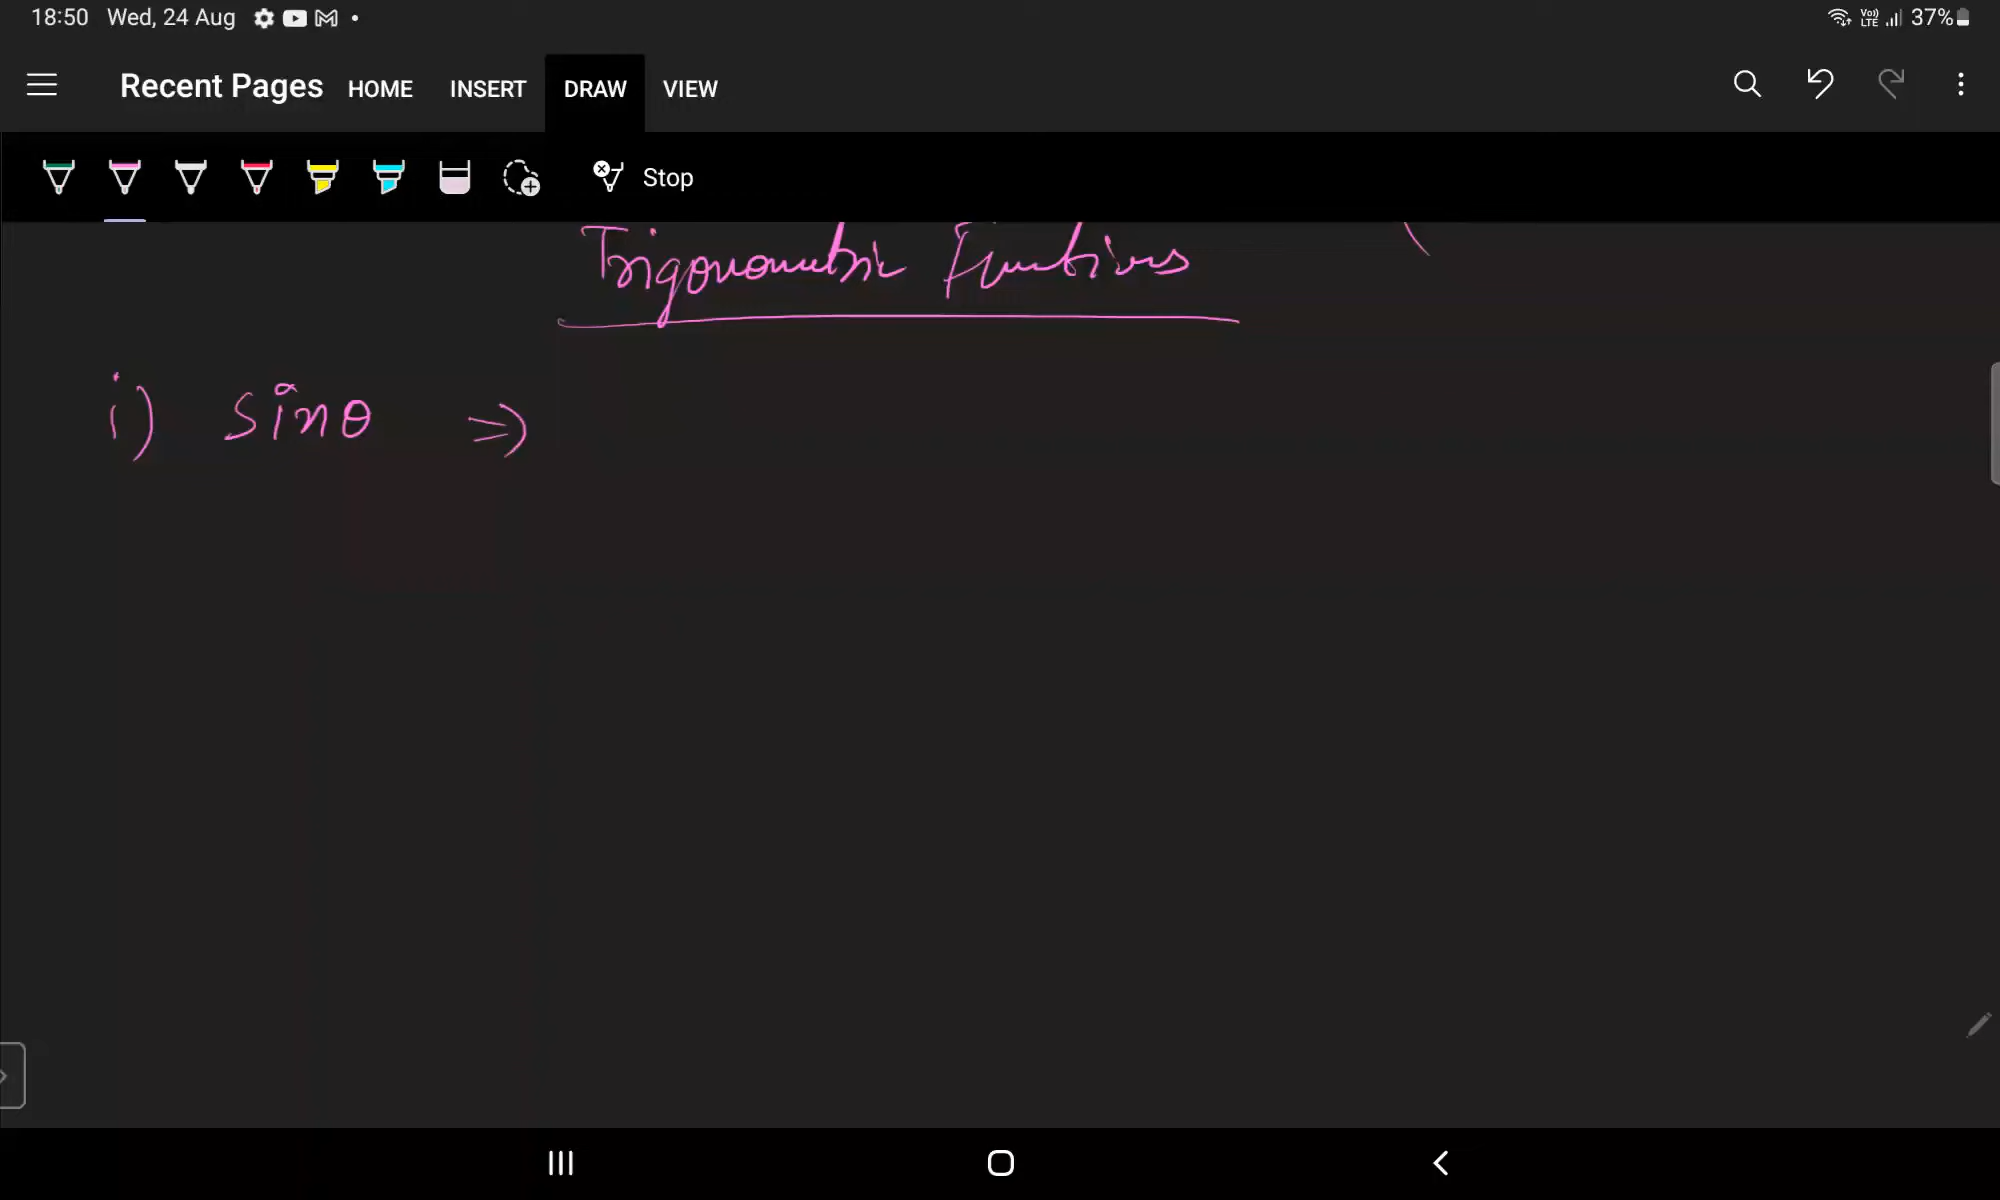 18:50 Wed, 24 Aug 37%
Recent Pages HOME INSERT DRAW VIEW
Stop
Trigonometric Functions
i) sinθ ⇒